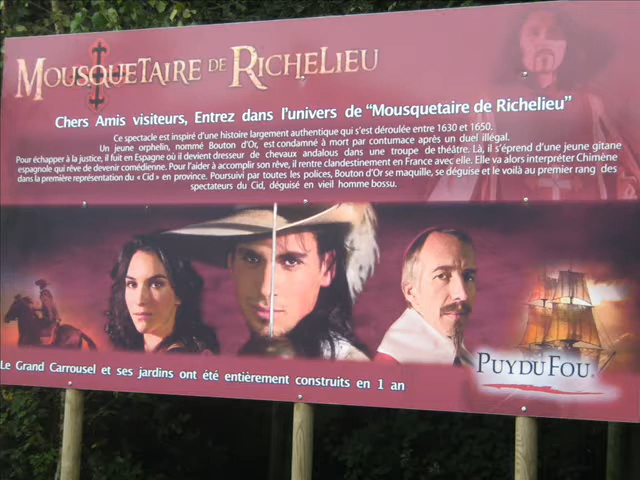 Mousquetaire de Richelieu
Chers Amis visiteurs, Entrez dans l'univers de "Mousquetaire de Richelieu"
Ce spectacle est inspiré d'une histoire largement authentique qui s'est déroulée entre 1630 et 1650.
Un jeune orphelin, nommé Bouton d'Or, est condamné à mort par contumace après un duel illégal.
Pour échapper à la justice, il fuit en Espagne où il devient dresseur de chevaux andalous dans une troupe de théâtre. Là, il s'éprend d'une jeune gitane
espagnole qui rêve de devenir comédienne. Pour l'aider à accomplir son rêve, il rentre clandestinement en France avec elle. Elle va alors interpréter Chimène
dans la première représentation du « Cid » en province. Poursuivi par toutes les polices, Bouton d'Or se maquille, se déguise et le voilà au premier rang des
spectateurs du Cid, déguisé en vieil homme bossu.
PUY DU FOU.
Le Grand Carrousel et ses jardins ont été entièrement construits en 1 an